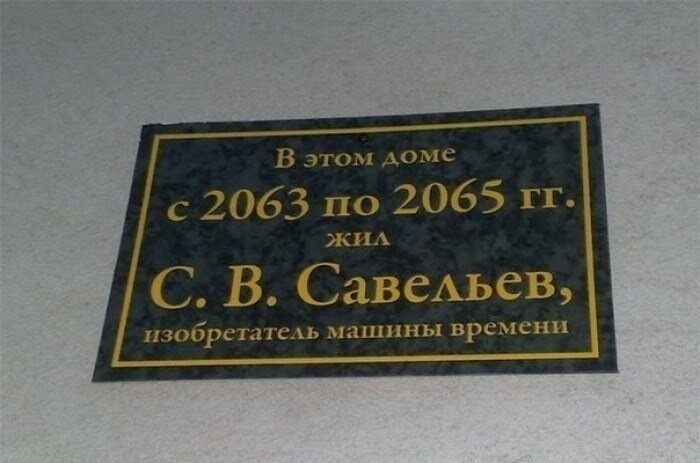 В этом доме
с 2063 по 2065 гг.
жил
С. В. Савельев,
изобретатель машины времени